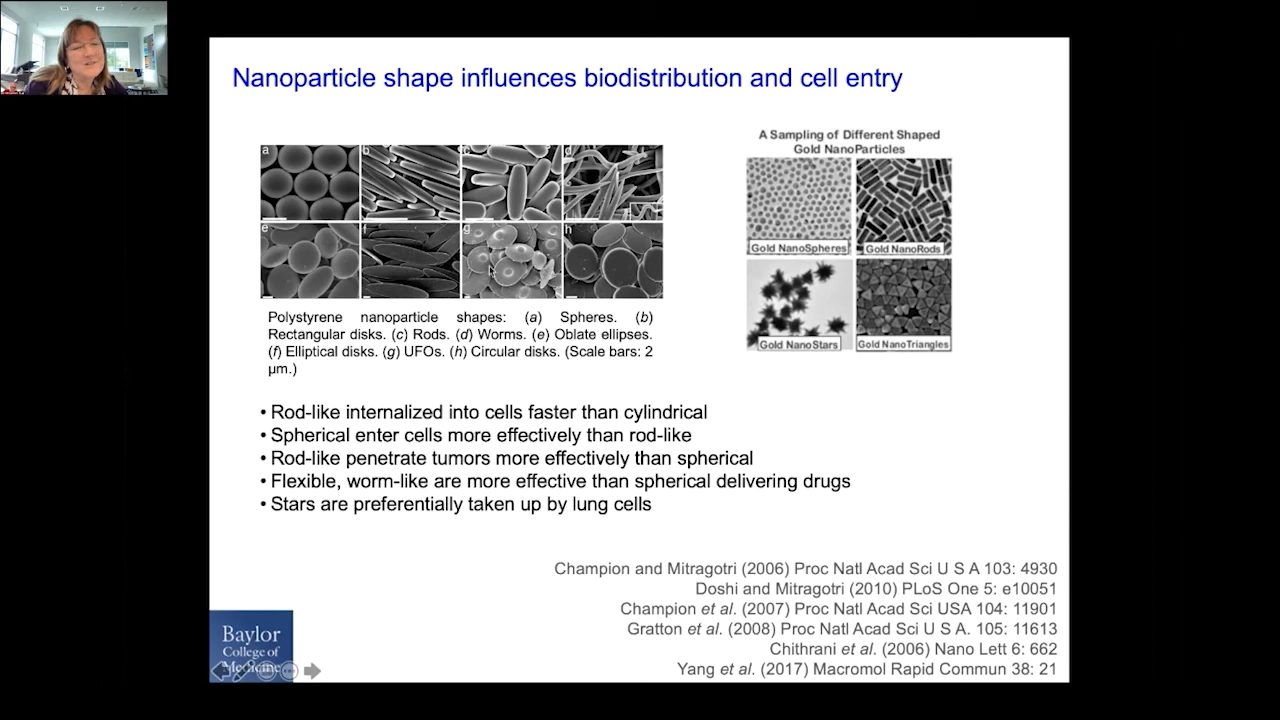 Nanoparticle shape influences biodistribution and cell entry
a b c d
e f g h
Polystyrene nanoparticle shapes: (a) Spheres. (b)
Rectangular disks. (c) Rods. (d) Worms. (e) Oblate ellipses.
(f) Elliptical disks. (g) UFOs. (h) Circular disks. (Scale bars: 2
μm.)
A Sampling of Different Shaped
Gold NanoParticles
Gold NanoSpheres
Gold NanoRods
Gold NanoStars
Gold NanoTriangles
• Rod-like internalized into cells faster than cylindrical
• Spherical enter cells more effectively than rod-like
• Rod-like penetrate tumors more effectively than spherical
• Flexible, worm-like are more effective than spherical delivering drugs
• Stars are preferentially taken up by lung cells
Champion and Mitragotri (2006) Proc Natl Acad Sci U S A 103: 4930
Doshi and Mitragotri (2010) PLoS One 5: e10051
Champion et al. (2007) Proc Natl Acad Sci USA 104: 11901
Gratton et al. (2008) Proc Natl Acad Sci U S A. 105: 11613
Chithrani et al. (2006) Nano Lett 6: 662
Yang et al. (2017) Macromol Rapid Commun 38: 21
Baylor
College of
Medicine